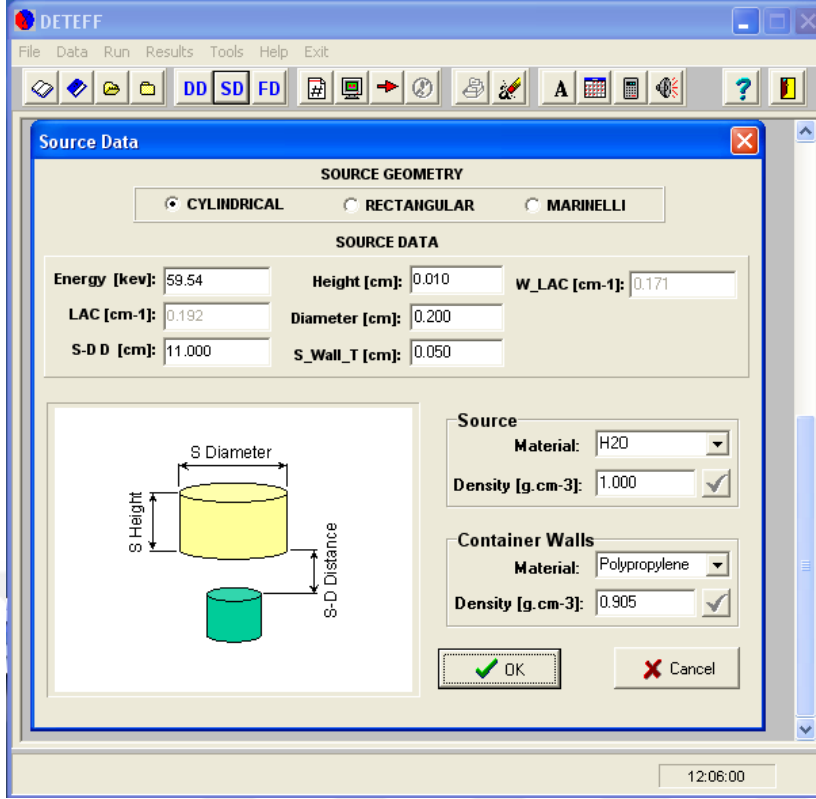 DETEFF
File Data Run Results Tools Help Exit
DD SD FD # A ?
Source Data
SOURCE GEOMETRY
CYLINDRICAL RECTANGULAR MARINELLI
SOURCE DATA
Energy [kev]: 59.54 Height [cm]: 0.010 W_LAC [cm-1]: 0.171
LAC [cm-1]: 0.192 Diameter [cm]: 0.200
S-D D [cm]: 11.000 S_Wall_T [cm]: 0.050
S Diameter
S Height
S-D Distance
Source
Material: H2O
Density [g.cm-3]: 1.000
Container Walls
Material: Polypropylene
Density [g.cm-3]: 0.905
OK Cancel
12:06:00